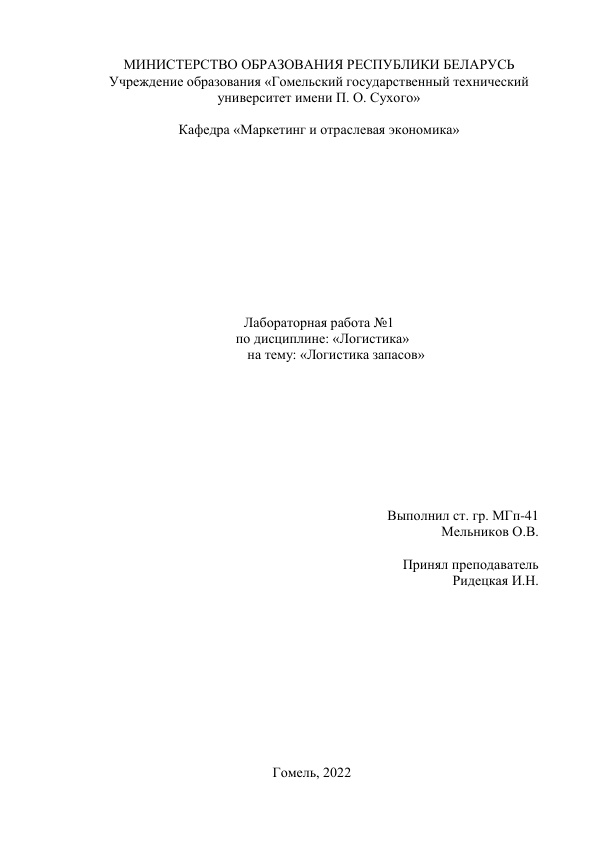 МИНИСТЕРСТВО ОБРАЗОВАНИЯ РЕСПУБЛИКИ БЕЛАРУСЬ
Учреждение образования «Гомельский государственный технический
университет имени П. О. Сухого»
Кафедра «Маркетинг и отраслевая экономика»
Лабораторная работа №1
по дисциплине: «Логистика»
на тему: «Логистика запасов»
Выполнил ст. гр. МГп-41
Мельников О.В.
Принял преподаватель
Ридецкая И.Н.
Гомель, 2022